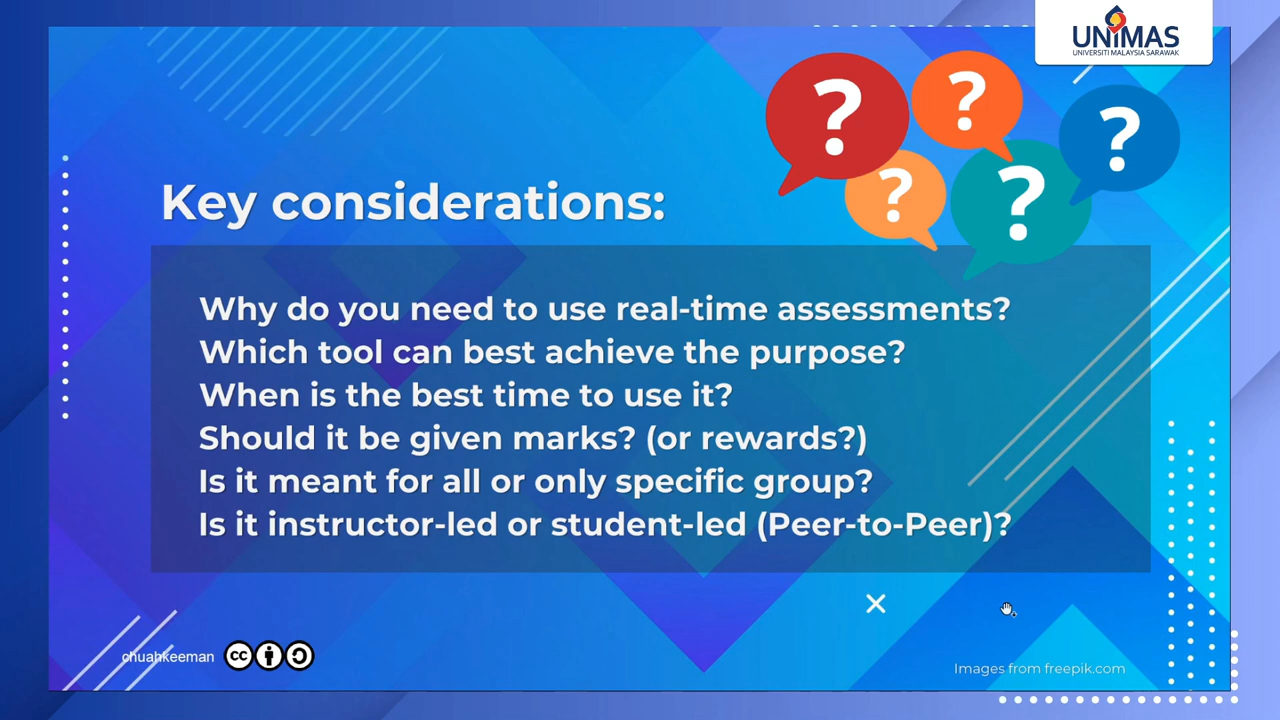 UNIMAS
UNIVERSITI MALAYSIA SARAWAK
? ? ? ? ?
Key considerations:
Why do you need to use real-time assessments?
Which tool can best achieve the purpose?
When is the best time to use it?
Should it be given marks? (or rewards?)
Is it meant for all or only specific group?
Is it instructor-led or student-led (Peer-to-Peer)?
chuahkeeman cc
Images from freepik.com